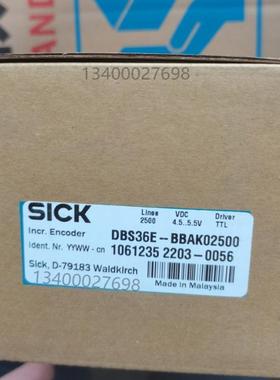 13400027698
SICK
Lines VDC Driver
2500 4.5..5.5V TTL
Incr. Encoder DBS36E-BBAK02500
Ident. Nr. YYWW - cn 1061235 2203-0056
Sick, D-79183 Waldkirch
Made in Malaysia
13400027698